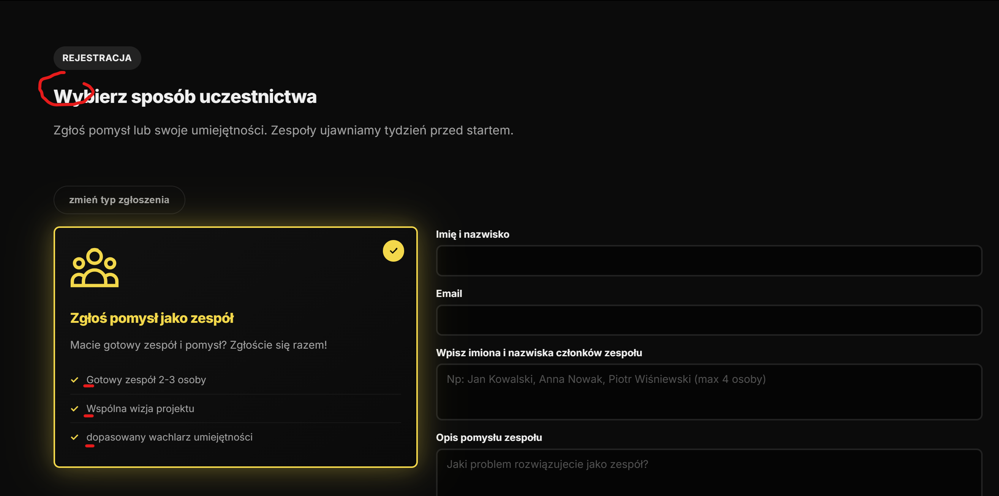 REJESTRACJA
Wybierz sposób uczestnictwa
Zgłoś pomysł lub swoje umiejętności. Zespoły ujawniamy tydzień przed startem.
zmień typ zgłoszenia
Zgłoś pomysł jako zespół
Macie gotowy zespół i pomysł? Zgłoście się razem!
Gotowy zespół 2-3 osoby
Wspólna wizja projektu
dopasowany wachlarz umiejętności
Imię i nazwisko
Email
Wpisz imiona i nazwiska członków zespołu
Np: Jan Kowalski, Anna Nowak, Piotr Wiśniewski (max 4 osoby)
Opis pomysłu zespołu
Jaki problem rozwiązujecie jako zespół?